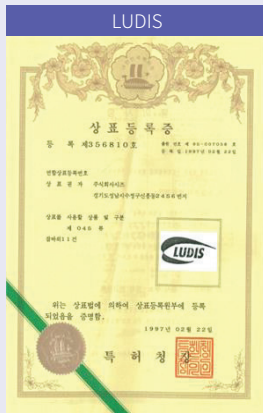 LUDIS
상표등록증
등 록 제356810호
연합상표등록번호
상 표 권 자 주식회사시즈
상표를 사용할 상품 및 구분
제 045 류
LUDIS
위는 상표법에 의하여 상표등록원부에 등록
되었음을 증명함.
1997년 02월 22일
특 허 청 장